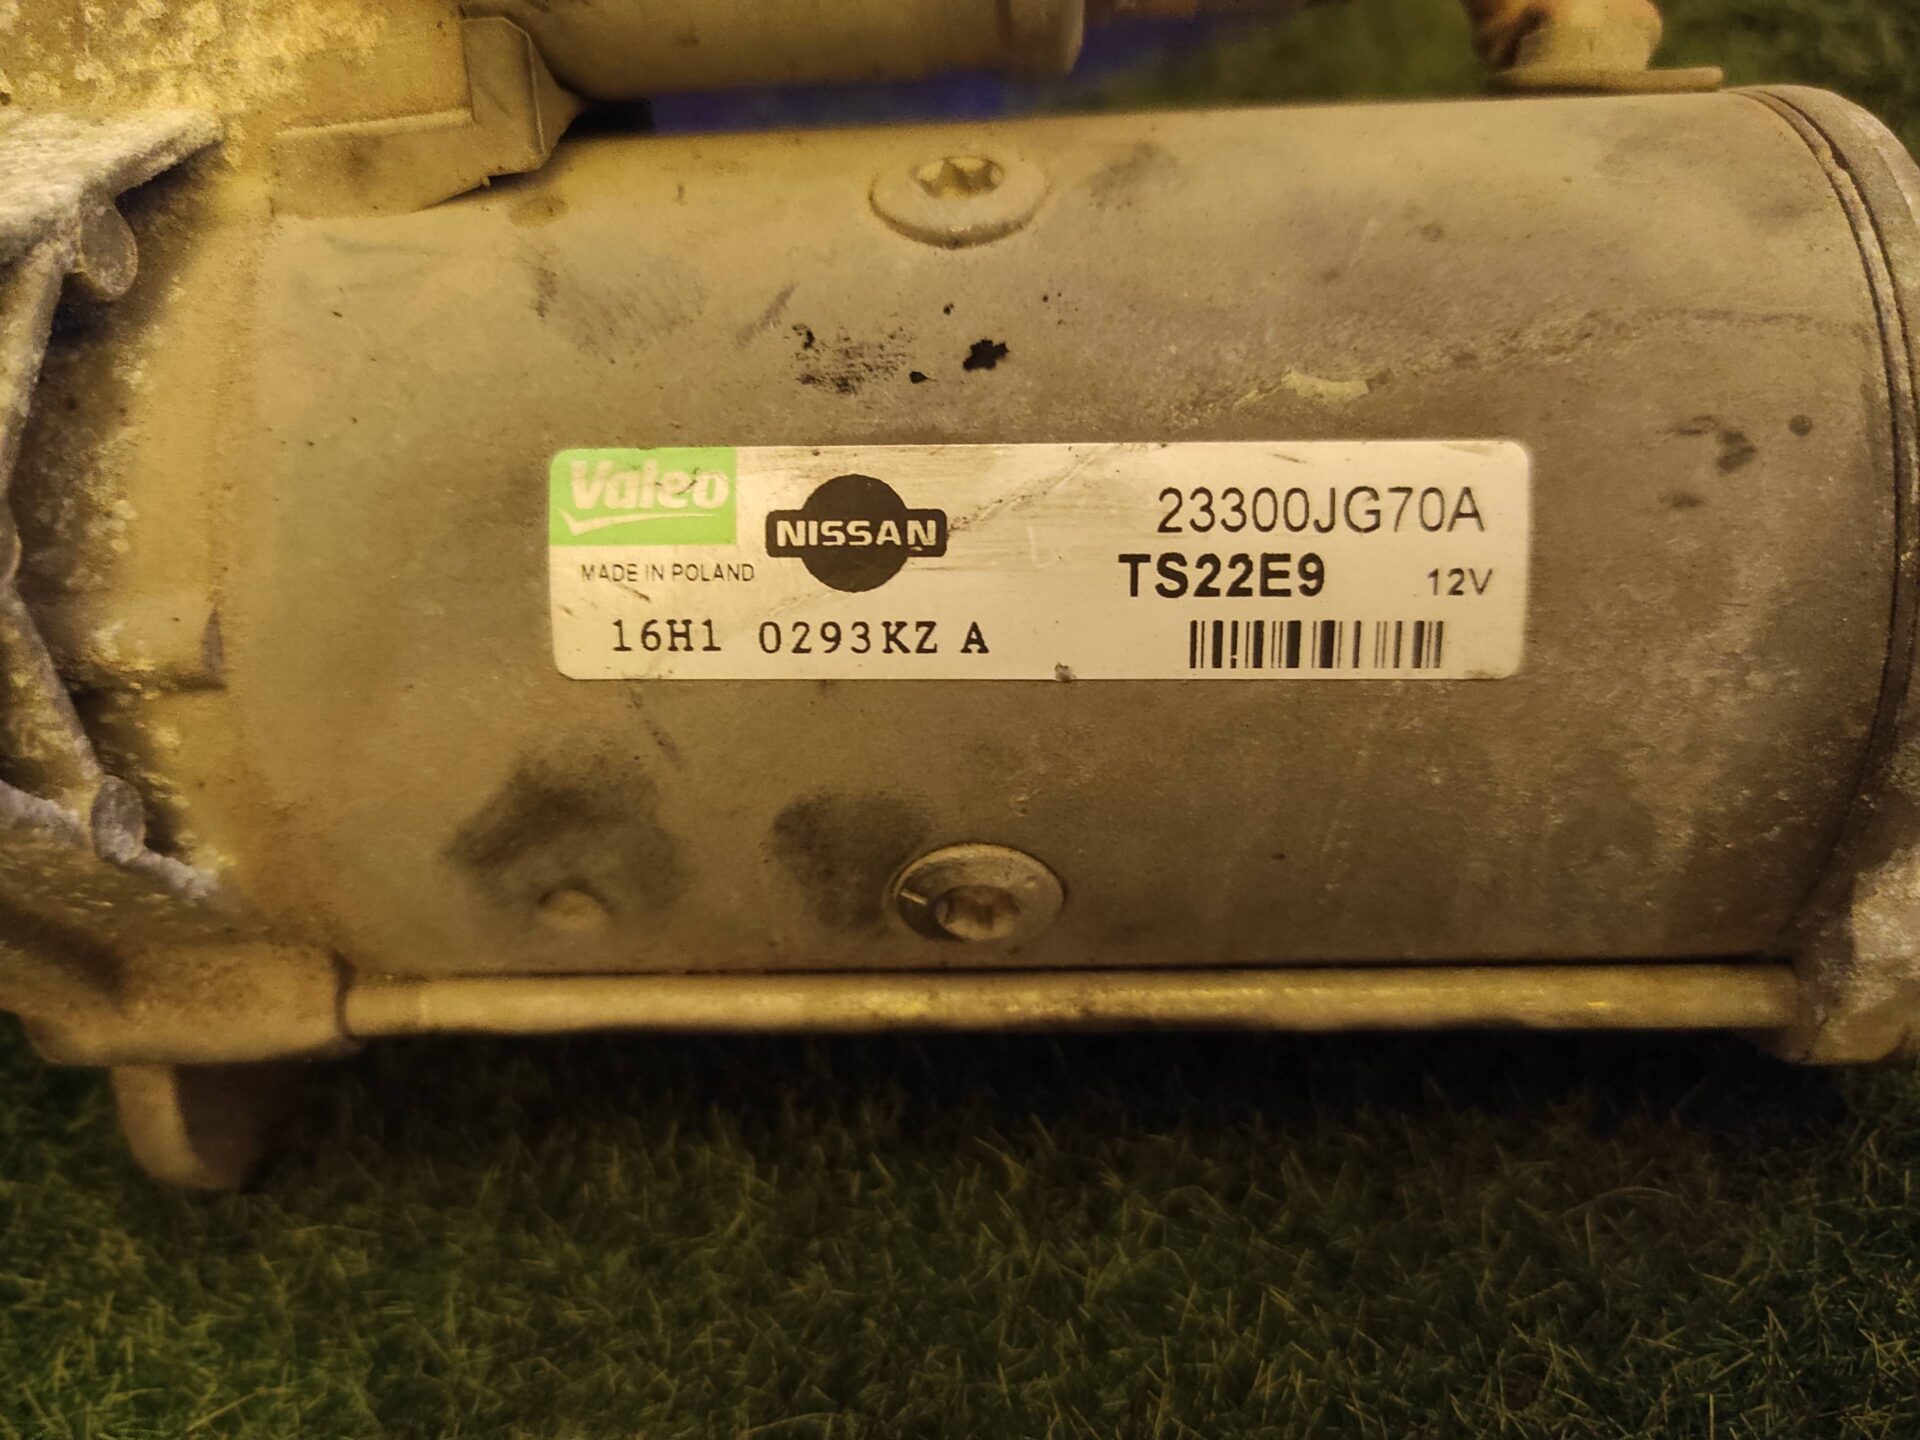 Valeo
NISSAN
23300JG70A
MADE IN POLAND
TS22E9 12V
16H1 0293KZ A